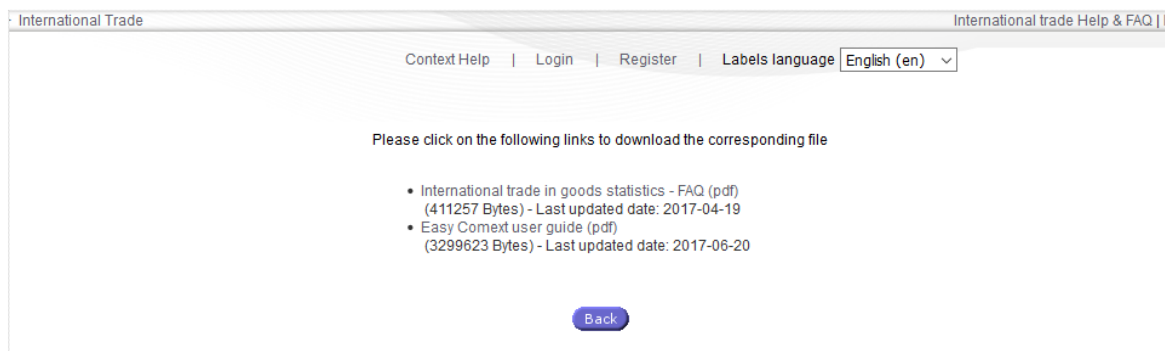 International Trade
International trade Help & FAQ |
Context Help | Login | Register | Labels language English (en)
Please click on the following links to download the corresponding file
• International trade in goods statistics - FAQ (pdf)
(411257 Bytes) - Last updated date: 2017-04-19
• Easy Comext user guide (pdf)
(3299623 Bytes) - Last updated date: 2017-06-20
Back